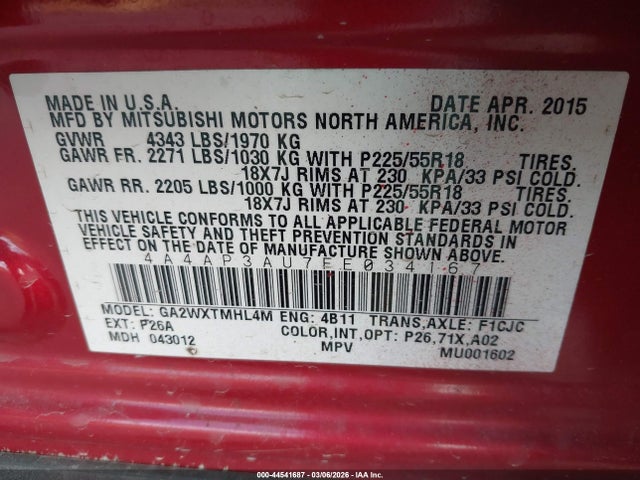 MADE IN U.S.A. DATE APR. 2015
MFD BY MITSUBISHI MOTORS NORTH AMERICA, INC.
GVWR 4343 LBS/1970 KG
GAWR FR. 2271 LBS/1030 KG WITH P225/55R18 TIRES.
18X7J RIMS AT 230 KPA/33 PSI COLD.
GAWR RR. 2205 LBS/1000 KG WITH P225/55R18 TIRES.
18X7J RIMS AT 230 KPA/33 PSI COLD.
THIS VEHICLE CONFORMS TO ALL APPLICABLE FEDERAL MOTOR
VEHICLE SAFETY AND THEFT PREVENTION STANDARDS IN
EFFECT ON THE DATE OF MANUFACTURE SHOWN ABOVE.
4A4AP3AU7FE034167
MODEL: GA2WXTMHL4M ENG: 4B11 TRANS,AXLE: F1CJC
EXT: P26A COLOR,INT,OPT: P26,71X,A02
MDH 043012 MPV MU001602
000-44541687 - 03/06/2026 - IAA Inc.